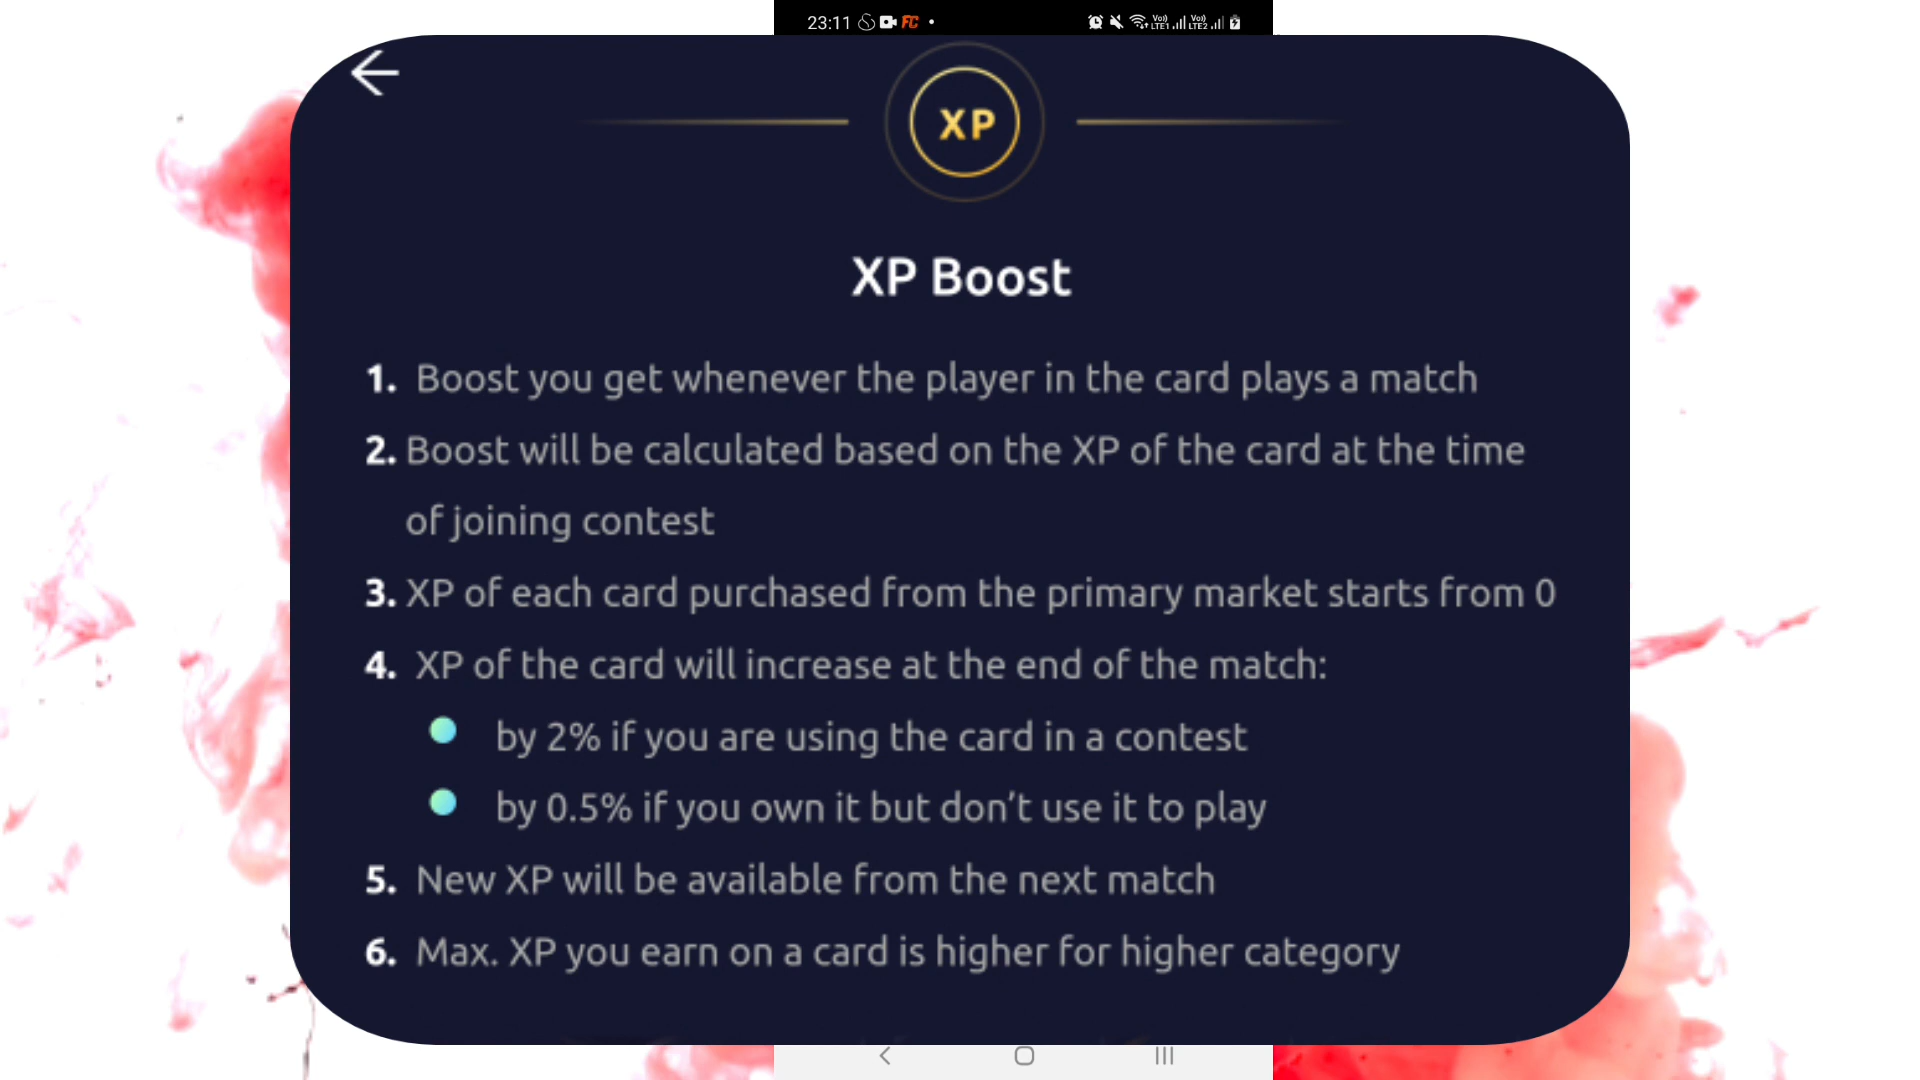 23:11 FC
Vo) LTE1 Vo) LTE2
XP
XP Boost
1. Boost you get whenever the player in the card plays a match
2. Boost will be calculated based on the XP of the card at the time
of joining contest
3. XP of each card purchased from the primary market starts from 0
4. XP of the card will increase at the end of the match:
by 2% if you are using the card in a contest
by 0.5% if you own it but don’t use it to play
5. New XP will be available from the next match
6. Max. XP you earn on a card is higher for higher category